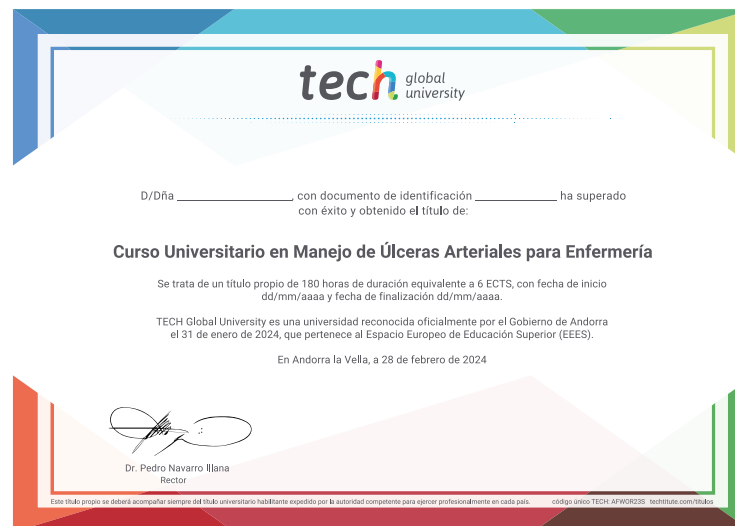 tech global university
D/Dña ______________, con documento de identificación ______________ ha superado
con éxito y obtenido el título de:
Curso Universitario en Manejo de Úlceras Arteriales para Enfermería
Se trata de un título propio de 180 horas de duración equivalente a 6 ECTS, con fecha de inicio
dd/mm/aaaa y fecha de finalización dd/mm/aaaa.
TECH Global University es una universidad reconocida oficialmente por el Gobierno de Andorra
el 31 de enero de 2024, que pertenece al Espacio Europeo de Educación Superior (EEES).
En Andorra la Vella, a 28 de febrero de 2024
Dr. Pedro Navarro Illana
Rector
Este título propio se deberá acompañar siempre del título universitario habilitante expedido por la autoridad competente para ejercer profesionalmente en cada país. código único TECH: AFWOR23S techtitute.com/titulos